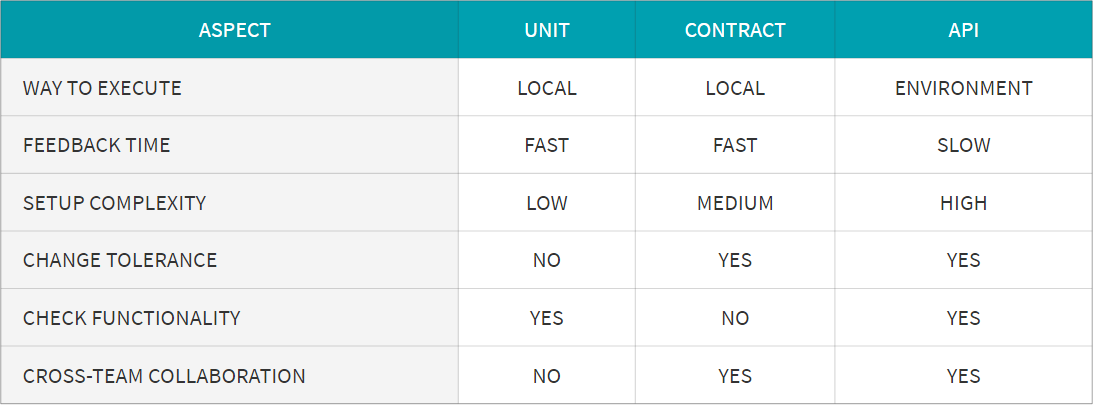 ASPECT UNIT CONTRACT API
WAY TO EXECUTE LOCAL LOCAL ENVIRONMENT
FEEDBACK TIME FAST FAST SLOW
SETUP COMPLEXITY LOW MEDIUM HIGH
CHANGE TOLERANCE NO YES YES
CHECK FUNCTIONALITY YES NO YES
CROSS-TEAM COLLABORATION NO YES YES